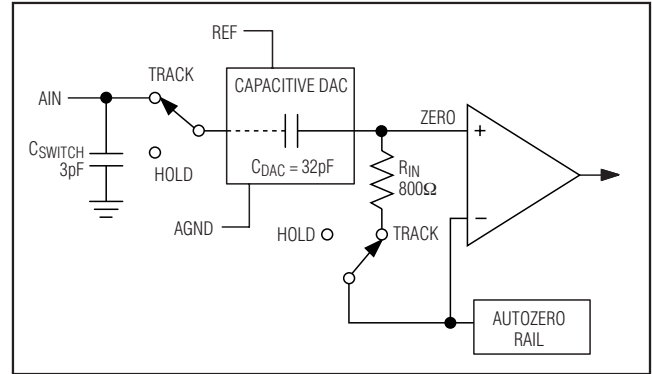 REF
TRACK
CAPACITIVE DAC
AIN
ZERO
+
CSWITCH
3pF
HOLD
CDAC = 32pF
RIN
800Ω
−
AGND
HOLD
TRACK
AUTOZERO
RAIL